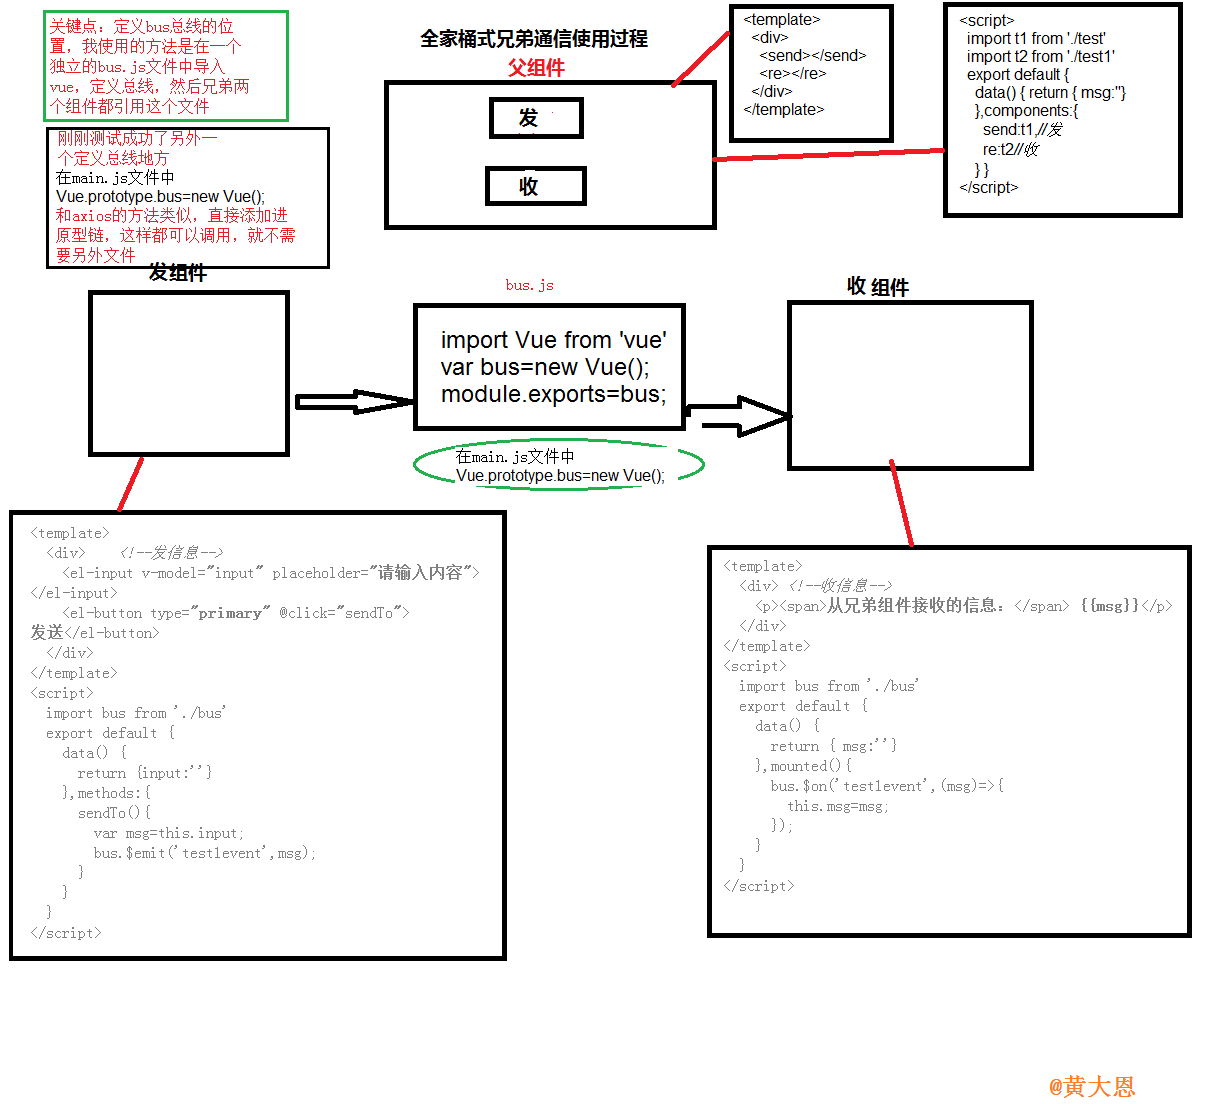 关键点：定义bus总线的位
置，我使用的方法是在一个
独立的bus.js文件中导入
vue，定义总线，然后兄弟两
个组件都引用这个文件
刚刚测试成功了另外一
个定义总线地方
在main.js文件中
Vue.prototype.bus=new Vue();
和axios的方法类似，直接添加进
原型链，这样都可以调用，就不需
要另外文件
全家桶式兄弟通信使用过程
父组件
发
收
<template>
<div>
<send></send>
<re></re>
</div>
</template>
<script>
import t1 from './test'
import t2 from './test1'
export default {
data() { return { msg:''}
},components:{
send:t1,//发
re:t2//收
} }
</script>
发组件
bus.js
import Vue from 'vue'
var bus=new Vue();
module.exports=bus;
在main.js文件中
Vue.prototype.bus=new Vue();
收 组件
<template>
<div> <!--发信息-->
<el-input v-model="input" placeholder="请输入内容">
</el-input>
<el-button type="primary" @click="sendTo">
发送</el-button>
</div>
</template>
<script>
import bus from './bus'
export default {
data() {
return {input:''}
},methods:{
sendTo(){
var msg=this.input;
bus.$emit('test1event',msg);
}
}
}
</script>
<template>
<div> <!--收信息-->
<p><span>从兄弟组件接收的信息：</span> {{msg}}</p>
</div>
</template>
<script>
import bus from './bus'
export default {
data() {
return { msg:''}
},mounted(){
bus.$on('test1event',(msg)=>{
this.msg=msg;
});
}
}
</script>
@黄大恩